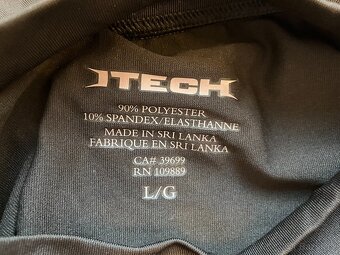 ITECH
90% POLYESTER
10% SPANDEX/ELASTHANNE
MADE IN SRI LANKA
FABRIQUE EN SRI LANKA
CA# 39699
RN 109889
L/G